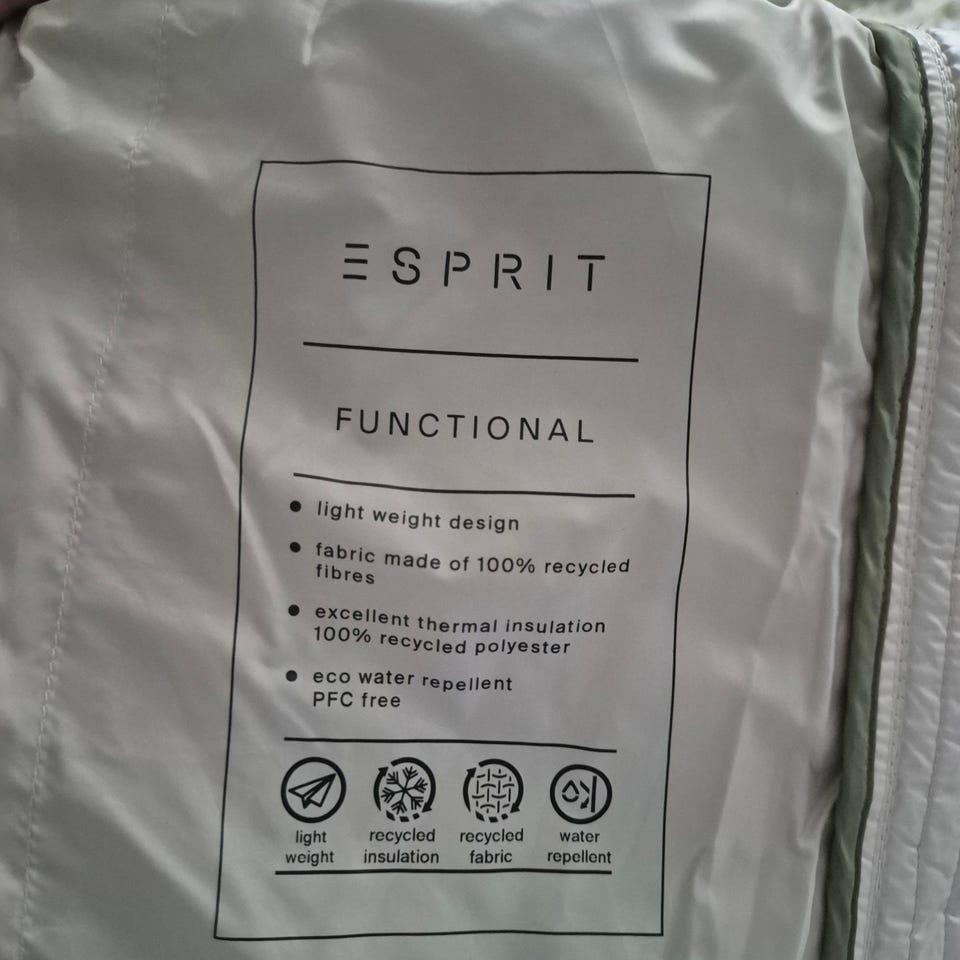 ESPRIT
FUNCTIONAL
• light weight design
• fabric made of 100% recycled
fibres
• excellent thermal insulation
100% recycled polyester
• eco water repellent
PFC free
light weight
recycled insulation
recycled fabric
water repellent